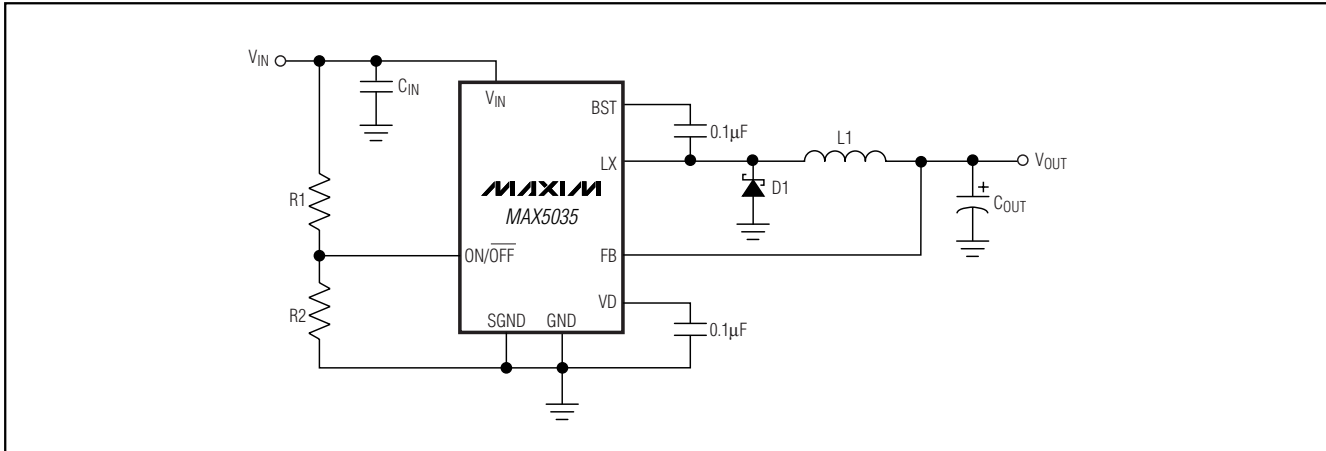 VIN
CIN
VIN
BST
0.1μF
L1
LX
VOUT
R1
MAXIM
D1
+
COUT
MAX5035
ON/OFF
FB
R2
VD
SGND GND
0.1μF